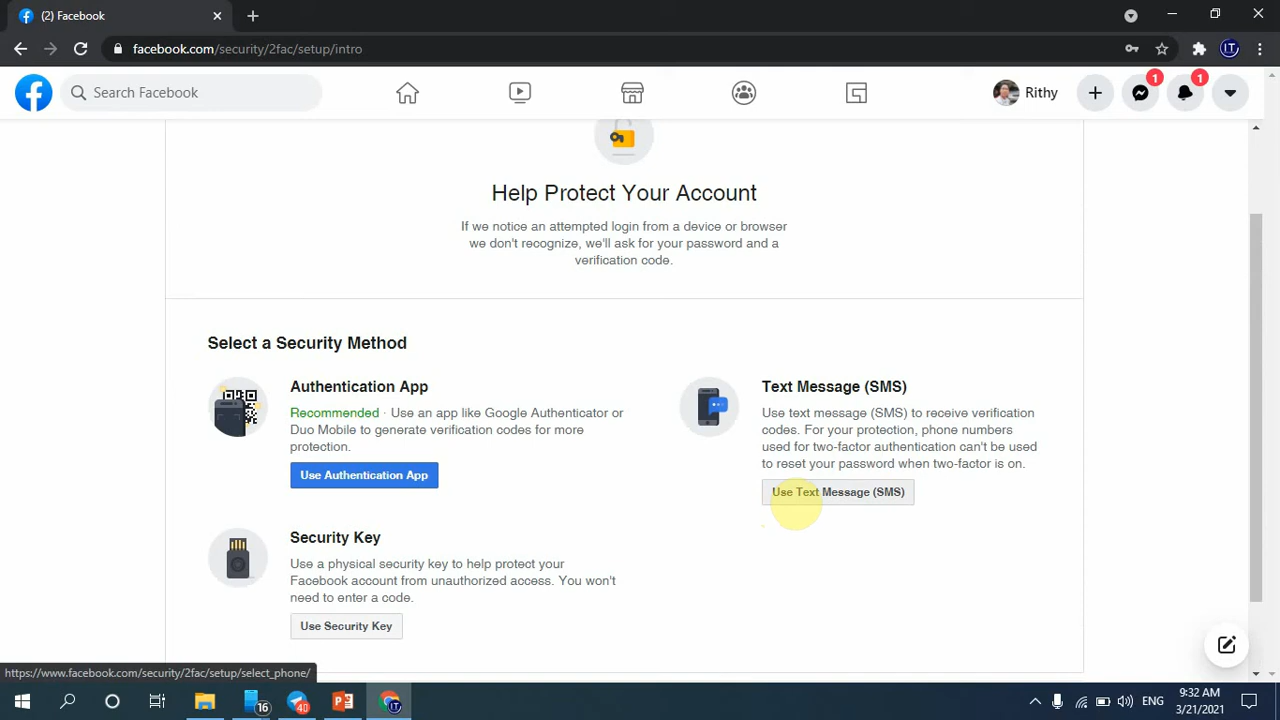 (2) Facebook
facebook.com/security/2fac/setup/intro
IT
Search Facebook
Rithy
1
1
Help Protect Your Account
If we notice an attempted login from a device or browser
we don't recognize, we'll ask for your password and a
verification code.
Select a Security Method
Authentication App
Recommended · Use an app like Google Authenticator or
Duo Mobile to generate verification codes for more
protection.
Use Authentication App
Text Message (SMS)
Use text message (SMS) to receive verification
codes. For your protection, phone numbers
used for two-factor authentication can't be used
to reset your password when two-factor is on.
Use Text Message (SMS)
Security Key
Use a physical security key to help protect your
Facebook account from unauthorized access. You won't
need to enter a code.
Use Security Key
https://www.facebook.com/security/2fac/setup/select_phone/
16
40
IT
ENG
9:32 AM
3/21/2021